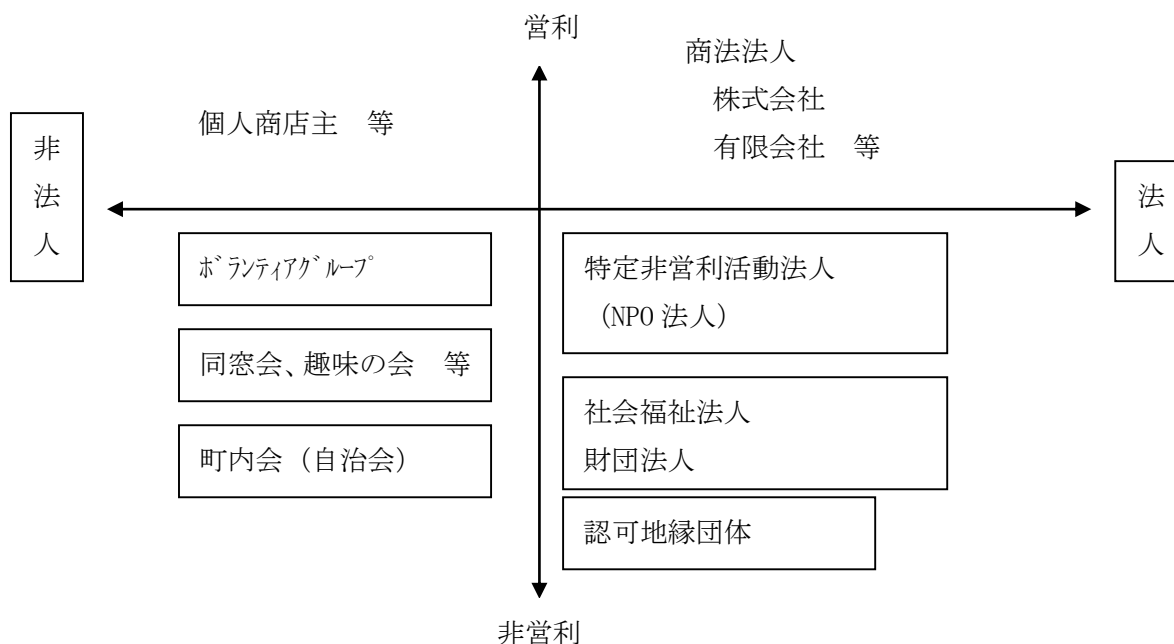 営利
商法法人
株式会社
有限会社　等
個人商店主　等
非法人
法人
ﾎﾞﾗﾝﾃｨｱｸﾞﾙｰﾌﾟ
同窓会、趣味の会　等
町内会（自治会）
特定非営利活動法人
（NPO 法人）
社会福祉法人
財団法人
認可地縁団体
非営利